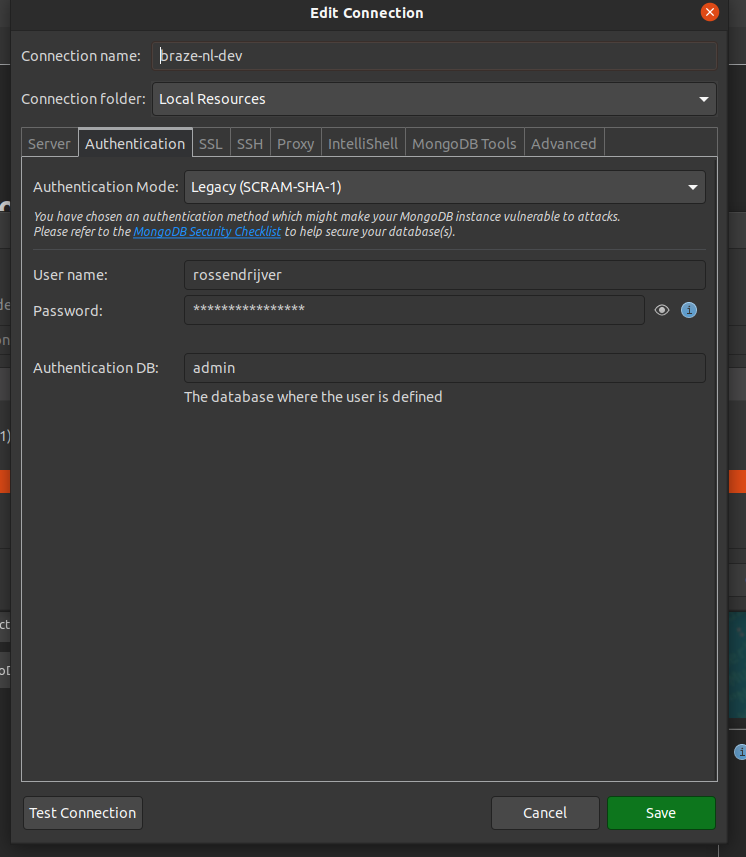 Edit Connection
Connection name: braze-nl-dev
Connection folder: Local Resources
Server Authentication SSL SSH Proxy IntelliShell MongoDB Tools Advanced
Authentication Mode: Legacy (SCRAM-SHA-1)
You have chosen an authentication method which might make your MongoDB instance vulnerable to attacks.
Please refer to the MongoDB Security Checklist to help secure your database(s).
User name: rossendrijver
Password: ****************
Authentication DB: admin
The database where the user is defined
1)
Test Connection Cancel Save